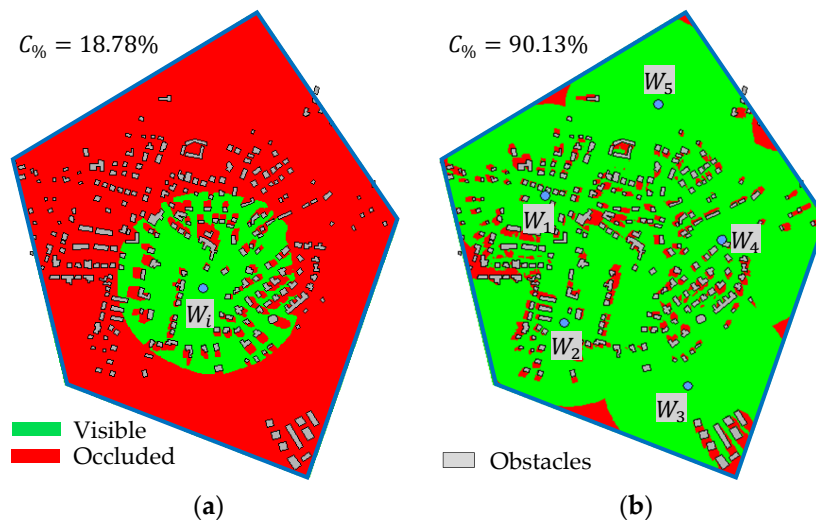 C% = 18.78%
C% = 90.13%
W5
W1
W4
Wi
W2
W3
Visible
Occluded
Obstacles
(a)
(b)